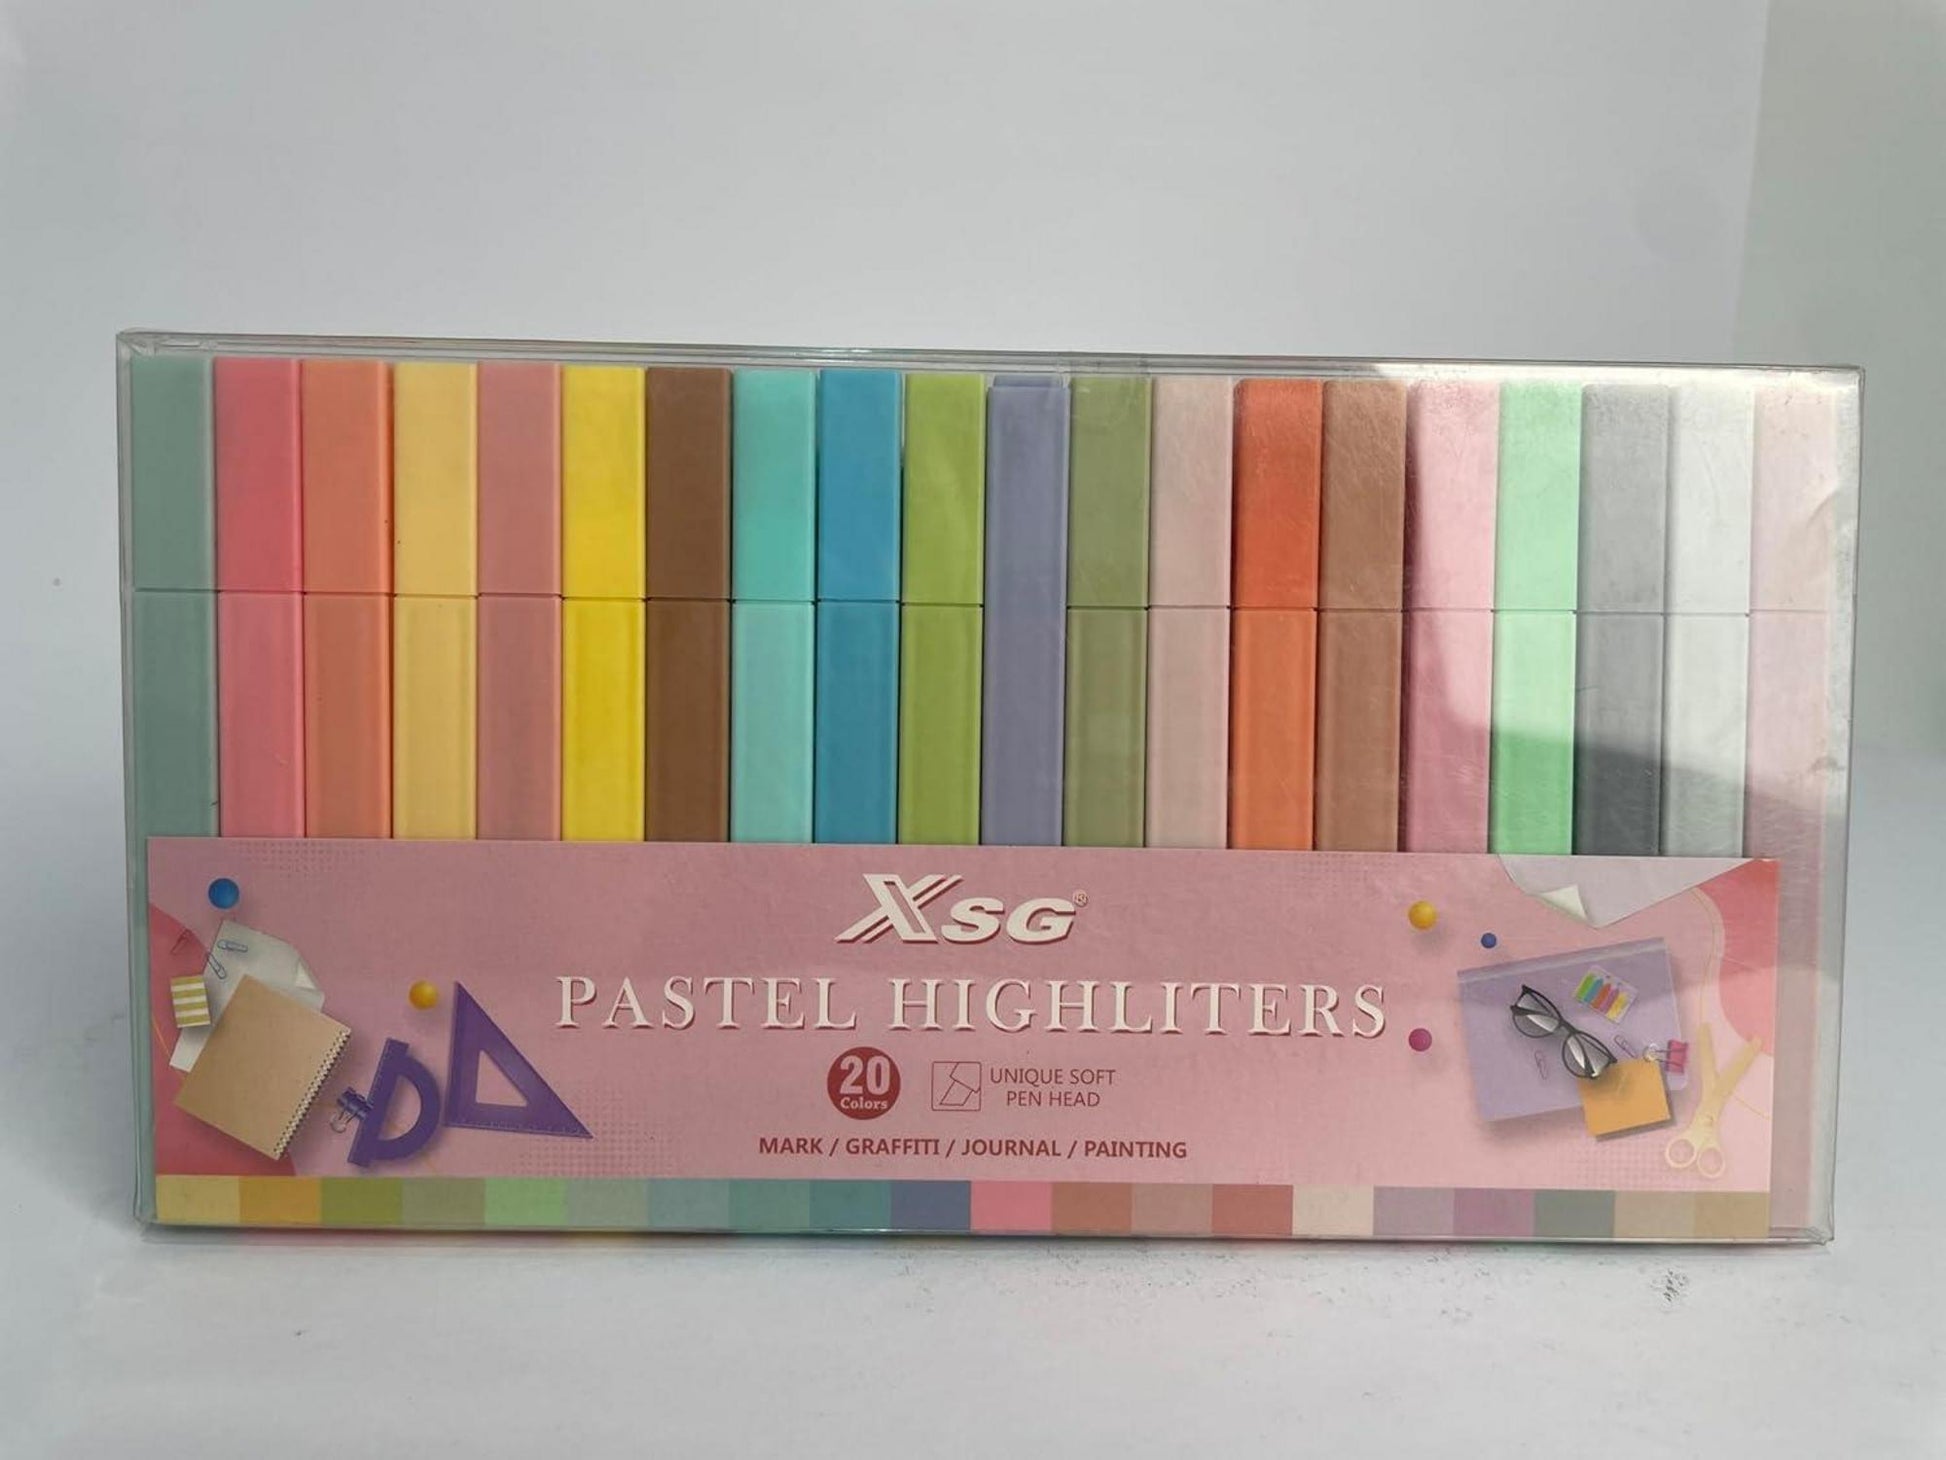 XSG®
PASTEL HIGHLITERS
20
Colors
UNIQUE SOFT
PEN HEAD
MARK / GRAFFITI / JOURNAL / PAINTING